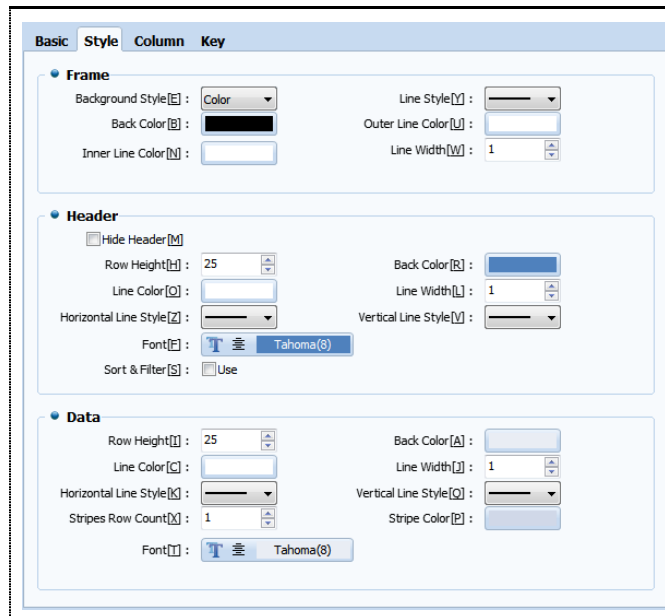 Basic Style Column Key
Frame
Background Style[E] : Color Line Style[Y] :
Back Color[B] : Outer Line Color[U] :
Inner Line Color[N] : Line Width[W] : 1
Header
Hide Header[M]
Row Height[H] : 25 Back Color[R] :
Line Color[O] : Line Width[L] : 1
Horizontal Line Style[Z] : Vertical Line Style[V] :
Font[F] : T Tahoma(8)
Sort & Filter[S] : Use
Data
Row Height[I] : 25 Back Color[A] :
Line Color[C] : Line Width[J] : 1
Horizontal Line Style[K] : Vertical Line Style[Q] :
Stripes Row Count[X] : 1 Stripe Color[P] :
Font[T] : T Tahoma(8)